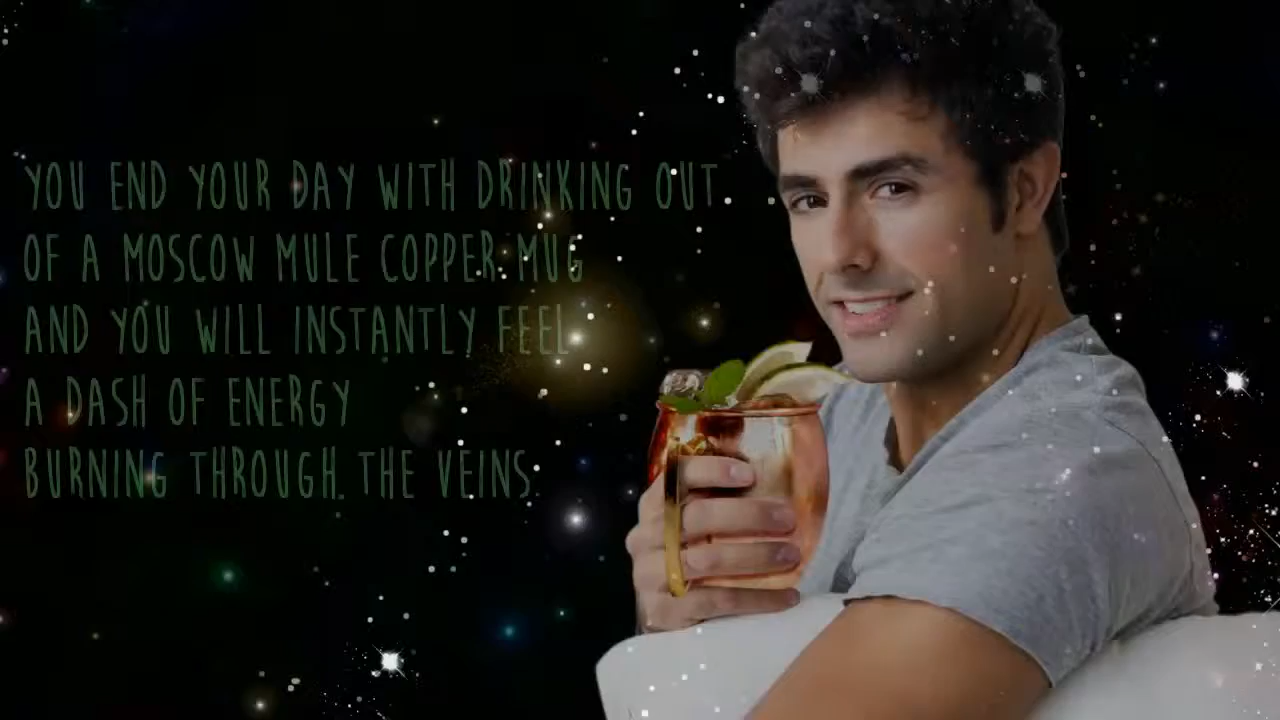 YOU END YOUR DAY WITH DRINKING OUT
OF A MOSCOW MULE COPPER MUG
AND YOU WILL INSTANTLY FEEL
A DASH OF ENERGY
BURNING THROUGH THE VEINS